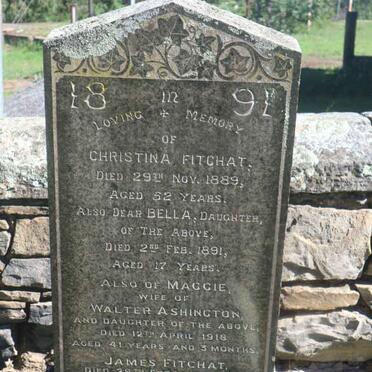 18 IN 91
LOVING MEMORY
OF
CHRISTINA FITCHAT,
DIED 29TH NOV. 1889,
AGED 52 YEARS.
ALSO DEAR BELLA, DAUGHTER,
OF THE ABOVE,
DIED 2ND FEB. 1891,
AGED 17 YEARS.
ALSO OF MAGGIE,
WIFE OF
WALTER ASHINGTON,
AND DAUGHTER OF THE ABOVE,
DIED 12TH APRIL 1918
AGED 41 YEARS AND 3 MONTHS.
JAMES FITCHAT,
DIED